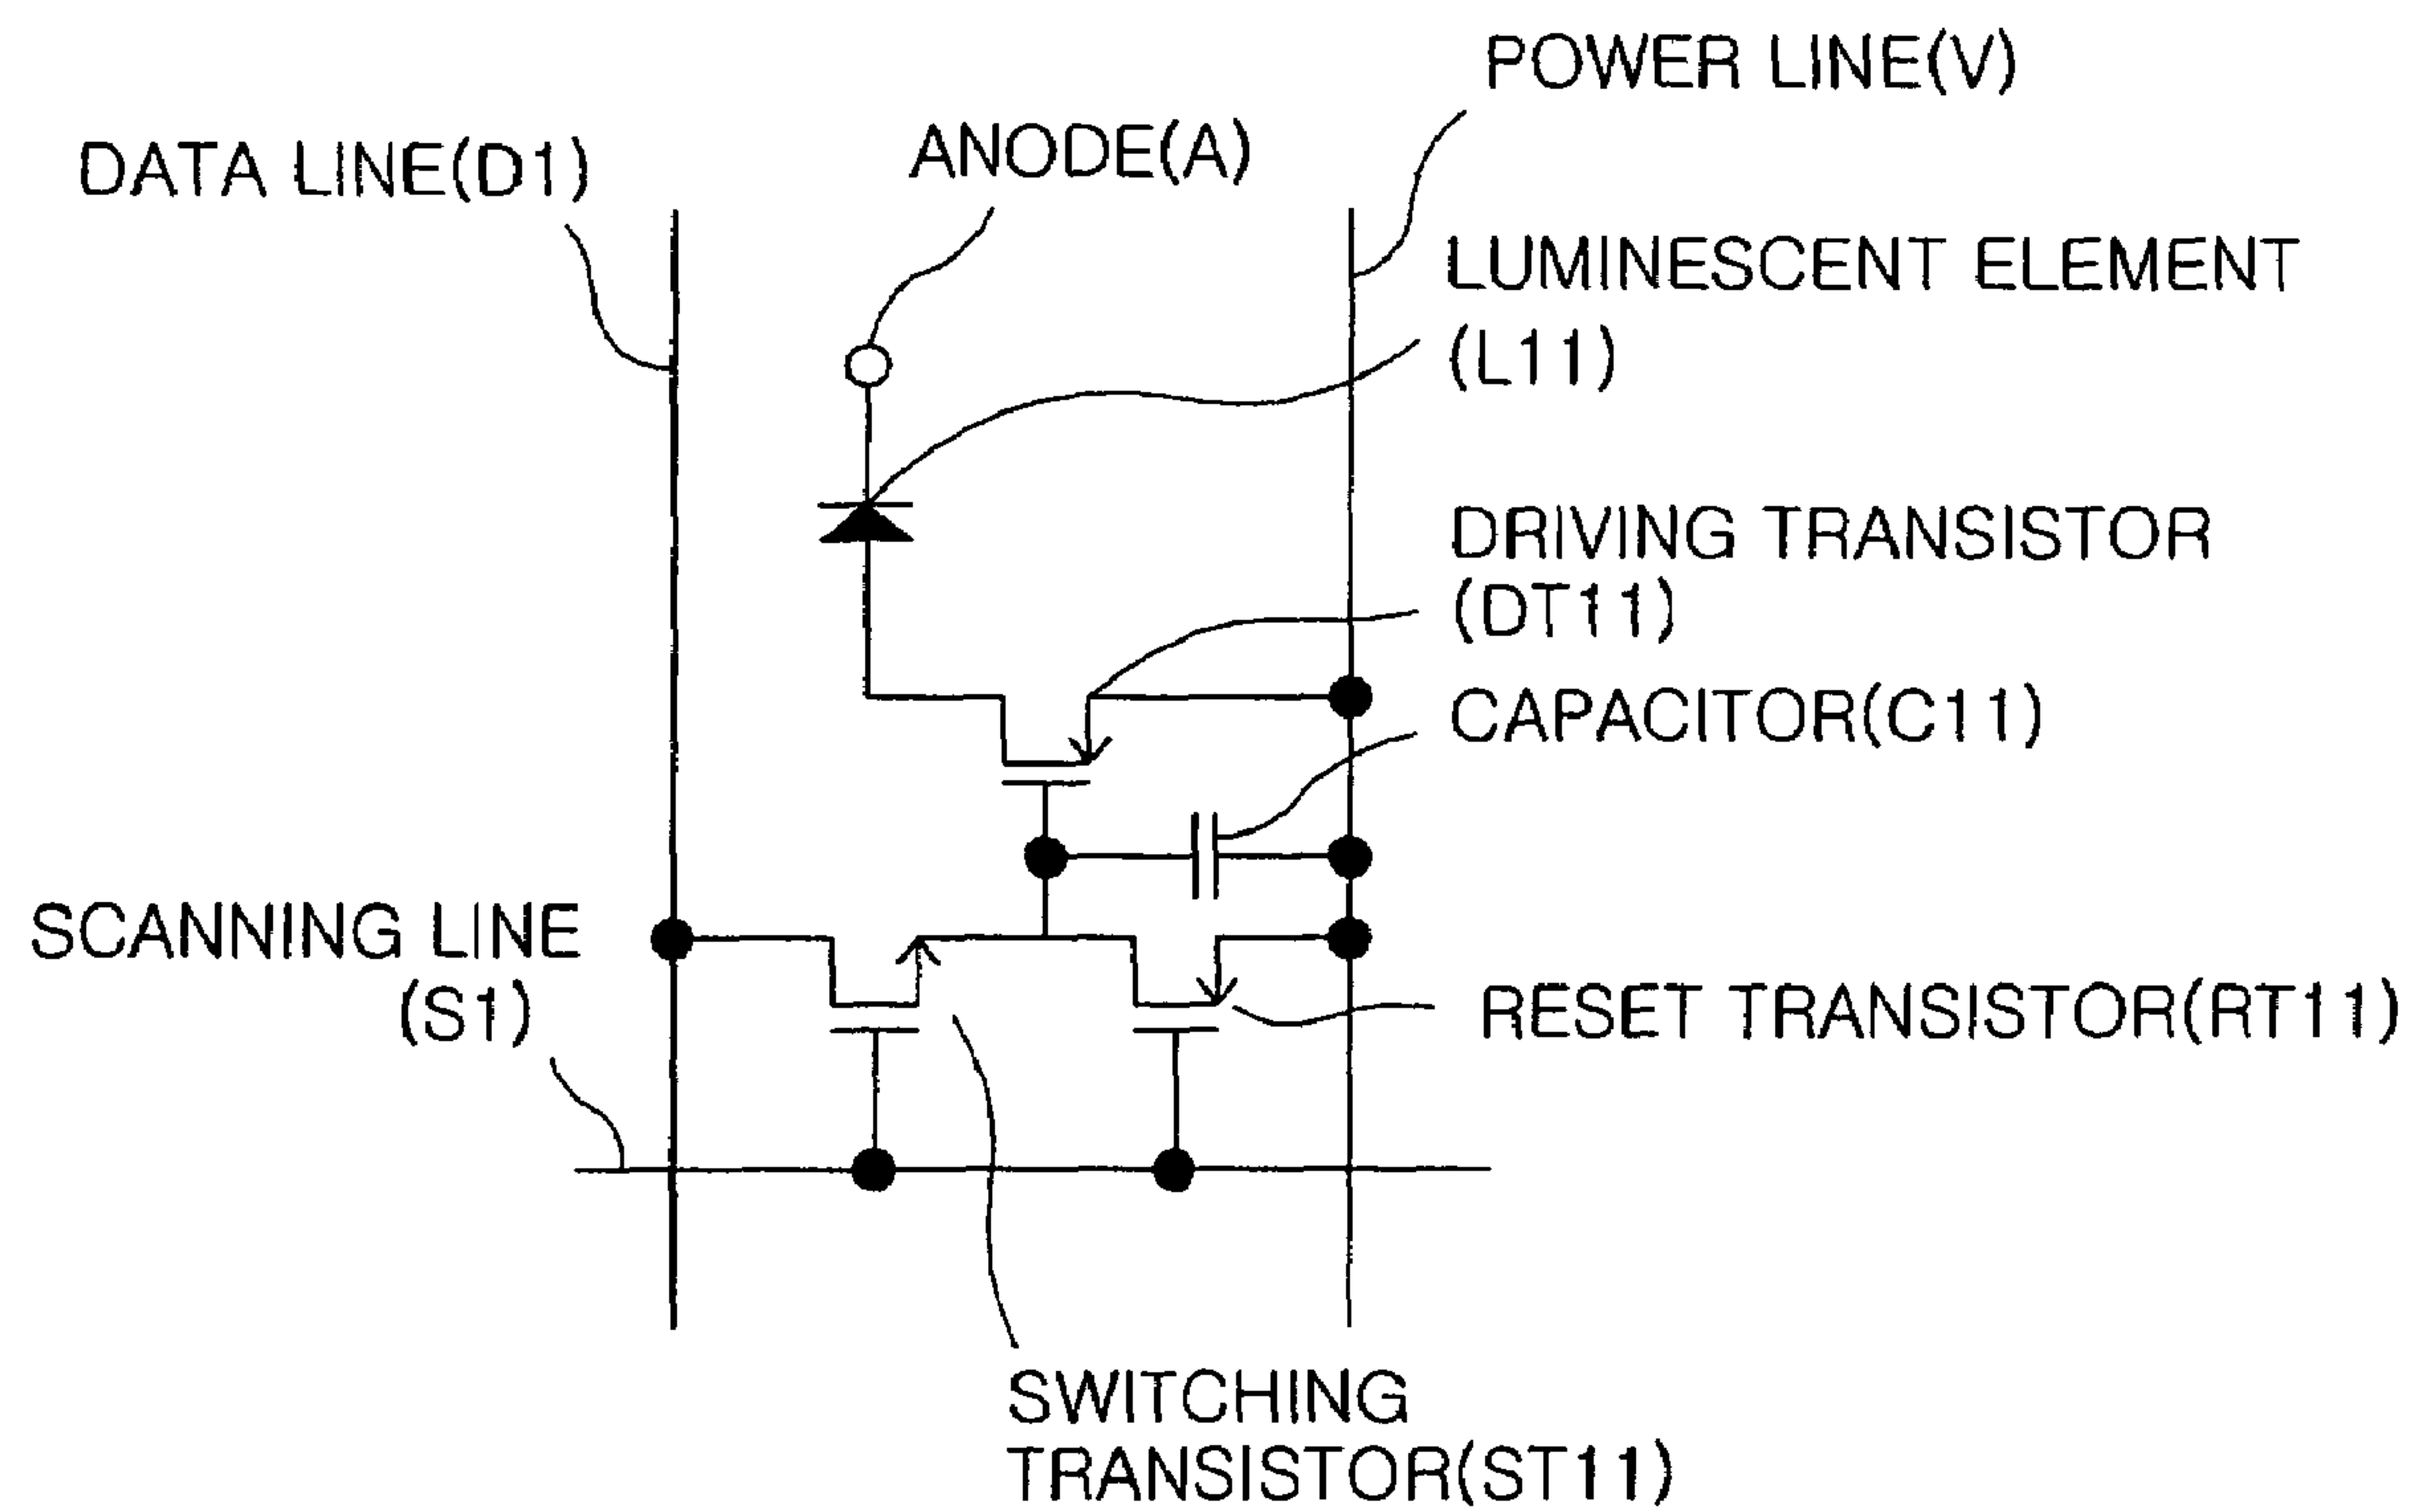 POWER LINE(V)
DATA LINE(D1)
ANODE(A)
LUMINESCENT ELEMENT
(L11)
DRIVING TRANSISTOR
(DT11)
CAPACITOR(C11)
SCANNING LINE
(S1)
RESET TRANSISTOR(RT11)
SWITCHING
TRANSISTOR(ST11)